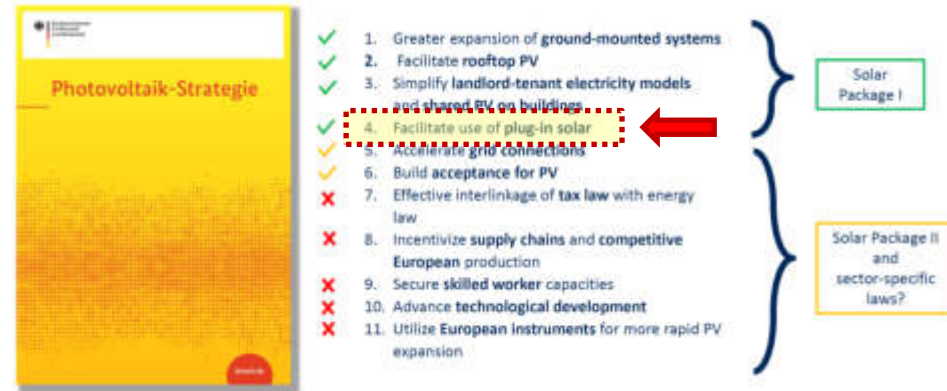 Photovoltaik-Strategie
1. Greater expansion of ground-mounted systems
2. Facilitate rooftop PV
3. Simplify landlord-tenant electricity models
and shared PV on buildings
4. Facilitate use of plug-in solar
5. Accelerate grid connections
6. Build acceptance for PV
7. Effective interlinkage of tax law with energy
law
8. Incentivize supply chains and competitive
European production
9. Secure skilled worker capacities
10. Advance technological development
11. Utilize European instruments for more rapid PV
expansion
Solar
Package I
Solar Package II
and
sector-specific
laws?